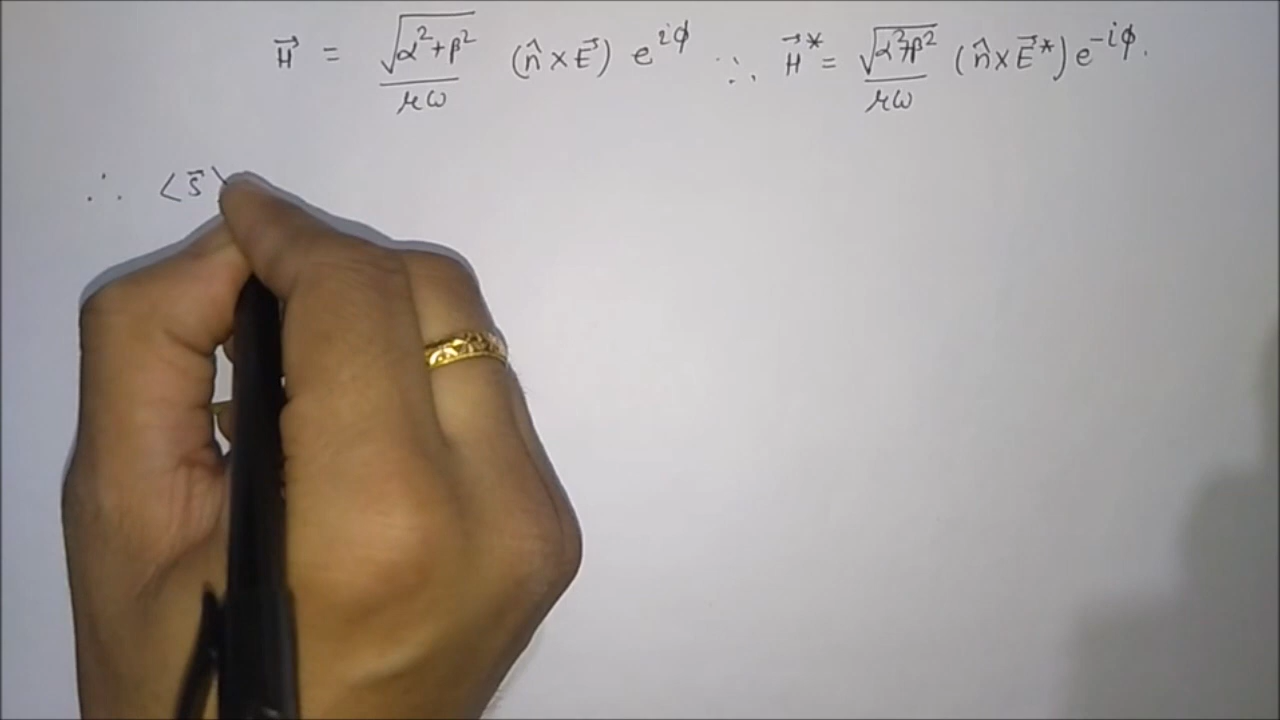 H⃗ = √(α²+β²)/μω (n̂×E⃗) e^{iφ} ∴ H⃗* = √(α²+β²)/μω (n̂×E⃗*) e^{-iφ}.
∴ <S⃗>